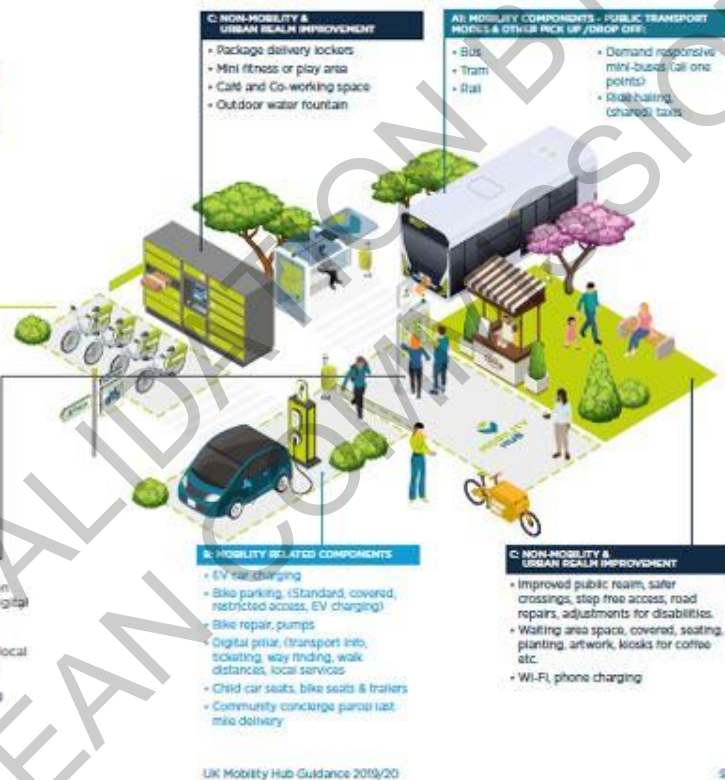 C: NON-MOBILITY &
URBAN REALM IMPROVEMENT
• Package delivery lockers
• Mini fitness or play area
• Café and Co-working space
• Outdoor water fountain
A1: MOBILITY COMPONENTS - PUBLIC TRANSPORT
MODES & OTHER PICK UP /DROP OFF:
• Bus
• Tram
• Rail
• Demand responsive
mini-buses (all one
points)
• Ride hailing,
(shared) taxis
MOBILITY
HUB
B: MOBILITY RELATED COMPONENTS
• EV car charging
• Bike parking, (Standard, covered,
restricted access, EV charging)
• Bike repair, pumps
• Digital pillar, (transport info,
ticketing, way finding, walk
distances, local services
• Child car seats, bike seats & trailers
• Community concierge parcel last
mile delivery
C: NON-MOBILITY &
URBAN REALM IMPROVEMENT
• Improved public realm, safer
crossings, step free access, road
repairs, adjustments for disabilities.
• Waiting area space, covered, seating,
planting, artwork, kiosks for coffee
etc.
• Wi-Fi, phone charging
local
UK Mobility Hub Guidance 2019/20